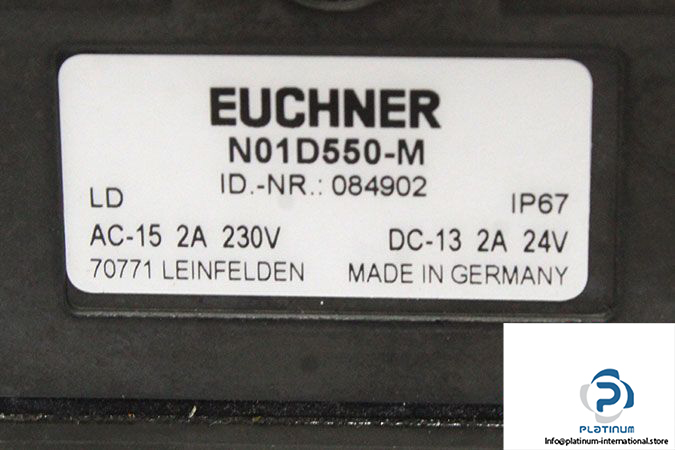 EUCHNER
N01D550-M
ID.-NR.: 084902
LD IP67
AC-15 2A 230V DC-13 2A 24V
70771 LEINFELDEN MADE IN GERMANY
PLATINUM
info@platinum-international.store